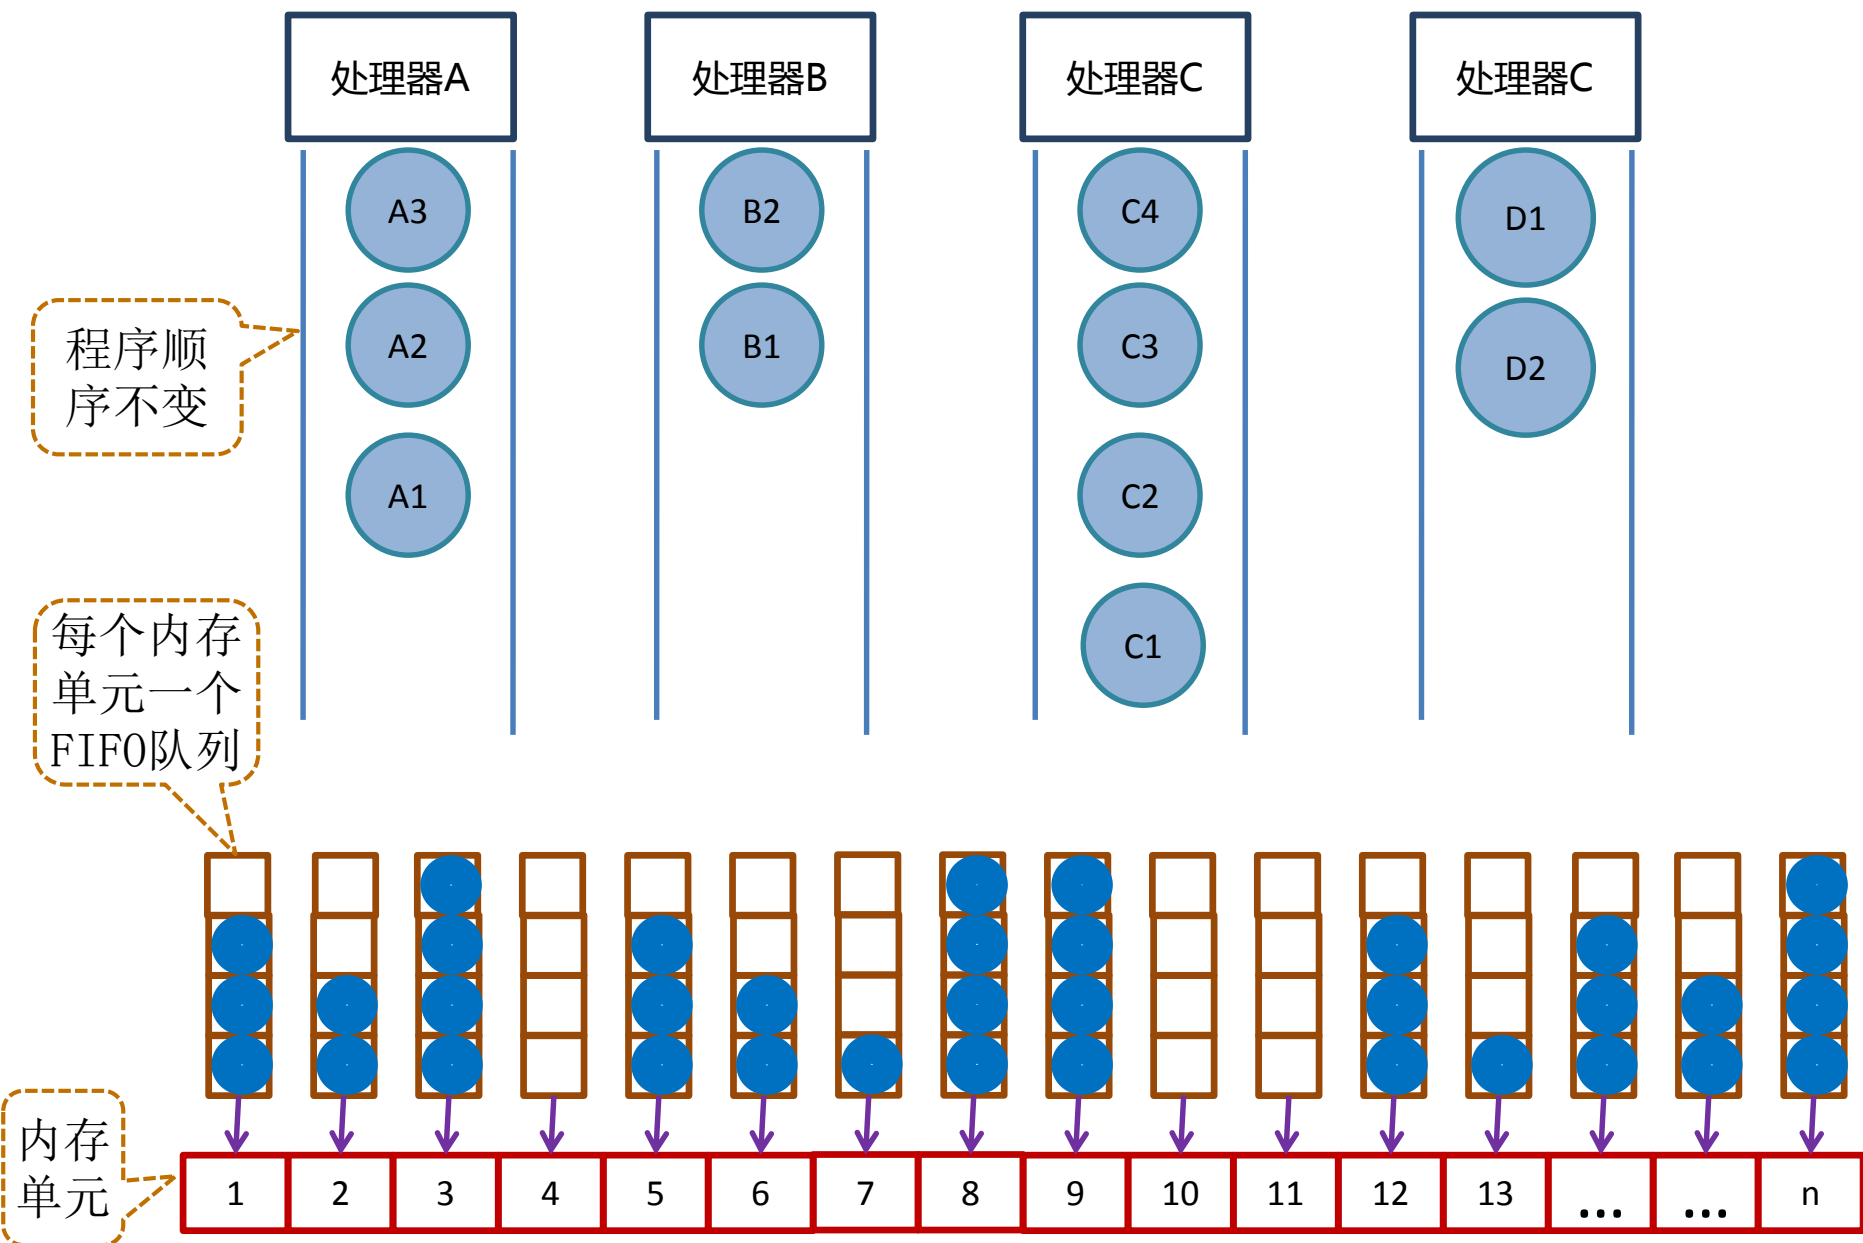 处理器A
处理器B
处理器C
处理器C
A3
B2
C4
D1
A2
B1
C3
D2
程序顺
序不变
A1
C2
C1
每个内存
单元一个
FIFO队列
内存
单元
1
2
3
4
5
6
7
8
9
10
11
12
13
...
...
n